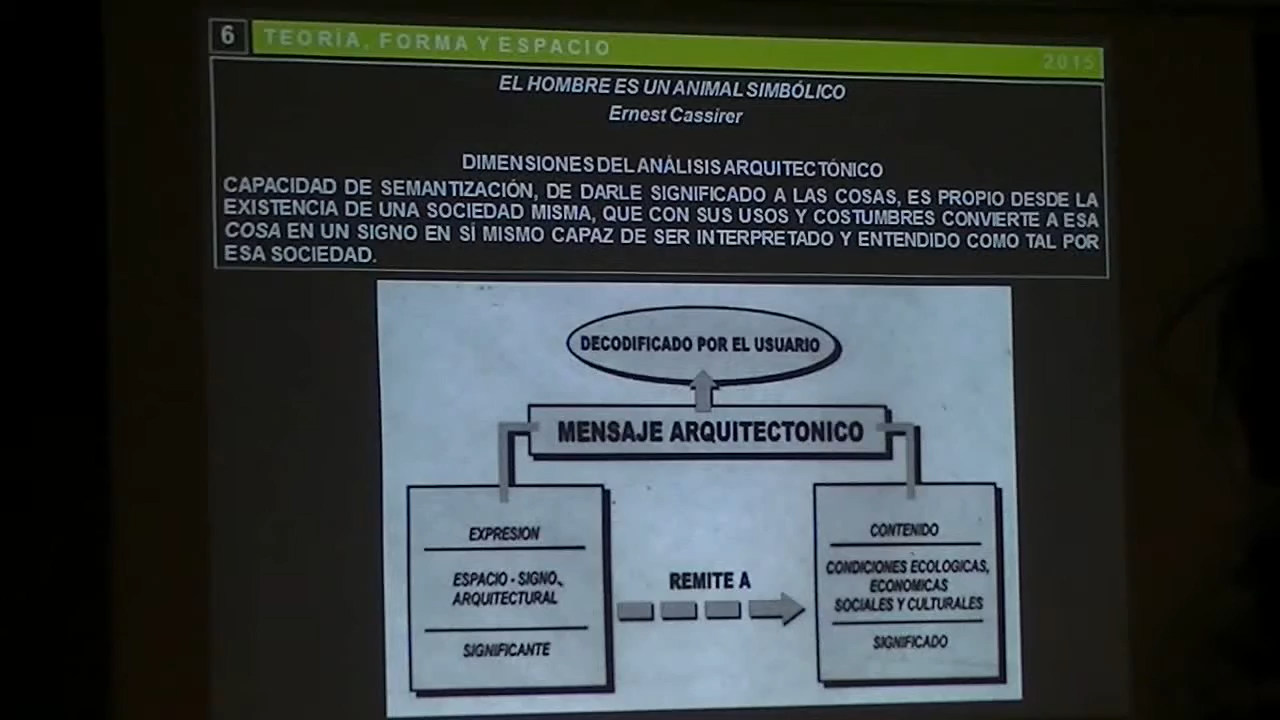 6 TEORÍA, FORMA Y ESPACIO 2015
EL HOMBRE ES UN ANIMAL SIMBÓLICO
Ernest Cassirer
DIMENSIONES DEL ANÁLISIS ARQUITECTÓNICO
CAPACIDAD DE SEMANTIZACIÓN, DE DARLE SIGNIFICADO A LAS COSAS, ES PROPIO DESDE LA
EXISTENCIA DE UNA SOCIEDAD MISMA, QUE CON SUS USOS Y COSTUMBRES CONVIERTE A ESA
COSA EN UN SIGNO EN SÍ MISMO CAPAZ DE SER INTERPRETADO Y ENTENDIDO COMO TAL POR
ESA SOCIEDAD.
DECODIFICADO POR EL USUARIO
MENSAJE ARQUITECTONICO
EXPRESION
ESPACIO - SIGNO,
ARQUITECTURAL
SIGNIFICANTE
REMITE A
CONTENIDO
CONDICIONES ECOLOGICAS,
ECONOMICAS
SOCIALES Y CULTURALES
SIGNIFICADO